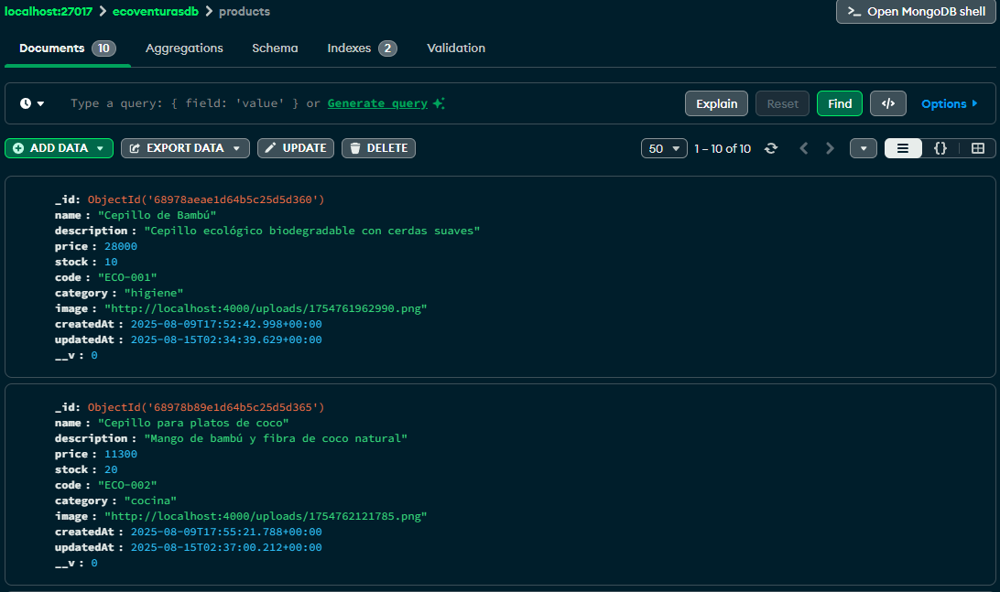 localhost:27017 > ecoventurasdb > products
>_ Open MongoDB shell
Documents 10 Aggregations Schema Indexes 2 Validation
Type a query: { field: 'value' } or Generate query
Explain Reset Find </> Options
ADD DATA EXPORT DATA UPDATE DELETE
50 1 – 10 of 10 {}
_id: ObjectId('68978aeae1d64b5c25d5d360')
name : "Cepillo de Bambú"
description : "Cepillo ecológico biodegradable con cerdas suaves"
price : 28000
stock : 10
code : "ECO-001"
category : "higiene"
image : "http://localhost:4000/uploads/1754761962990.png"
createdAt : 2025-08-09T17:52:42.998+00:00
updatedAt : 2025-08-15T02:34:39.629+00:00
__v : 0
_id: ObjectId('68978b89e1d64b5c25d5d365')
name : "Cepillo para platos de coco"
description : "Mango de bambú y fibra de coco natural"
price : 11300
stock : 20
code : "ECO-002"
category : "cocina"
image : "http://localhost:4000/uploads/1754762121785.png"
createdAt : 2025-08-09T17:55:21.788+00:00
updatedAt : 2025-08-15T02:37:00.212+00:00
__v : 0